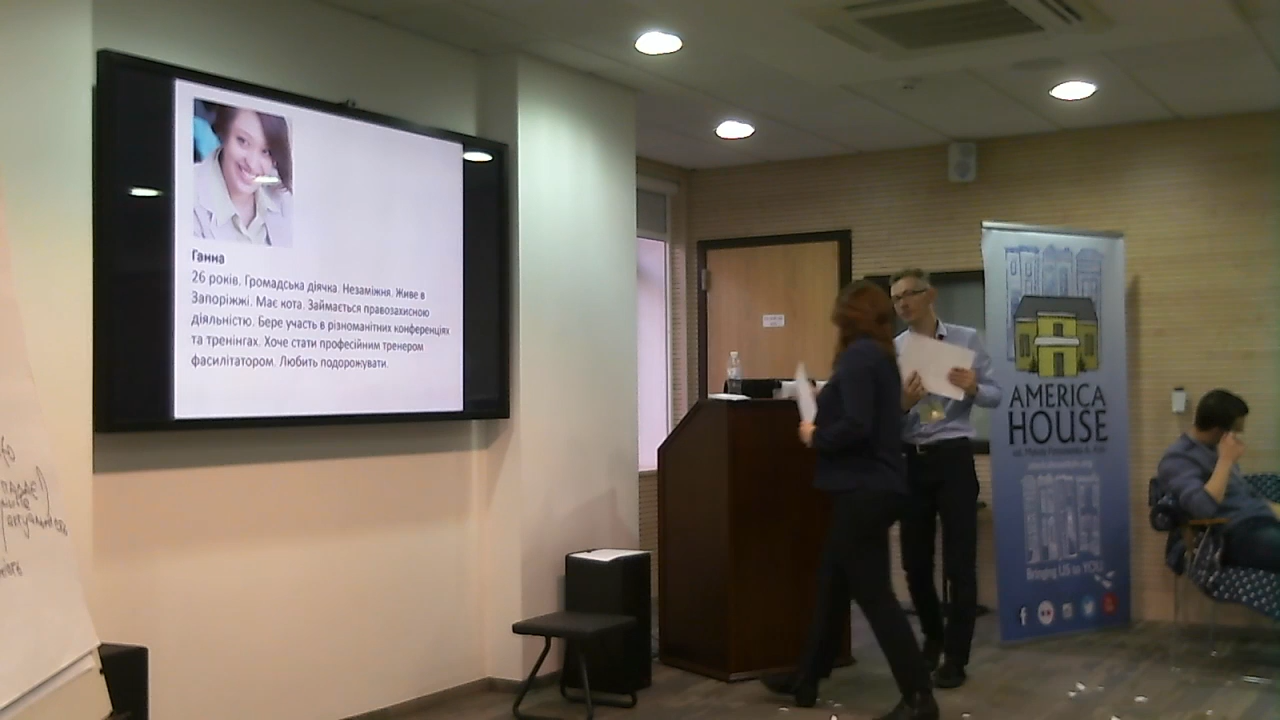 Ганна
26 років. Громадська діячка. Незаміжня. Живе в
Запоріжжі. Має кота. Займається правозахисною
діяльністю. Бере участь в різноманітних конференціях
та тренінгах. Хоче стати професійним тренером
фасилітатором. Любить подорожувати.
AMERICA
HOUSE
Bringing US to YOU